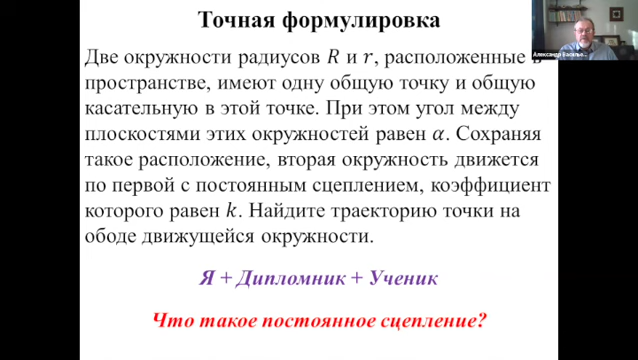 Точная формулировка
Александр Василье...
Две окружности радиусов R и r, расположенные в
пространстве, имеют одну общую точку и общую
касательную в этой точке. При этом угол между
плоскостями этих окружностей равен α. Сохраняя
такое расположение, вторая окружность движется
по первой с постоянным сцеплением, коэффициент
которого равен k. Найдите траекторию точки на
ободе движущейся окружности.
Я + Дипломник + Ученик
Что такое постоянное сцепление?